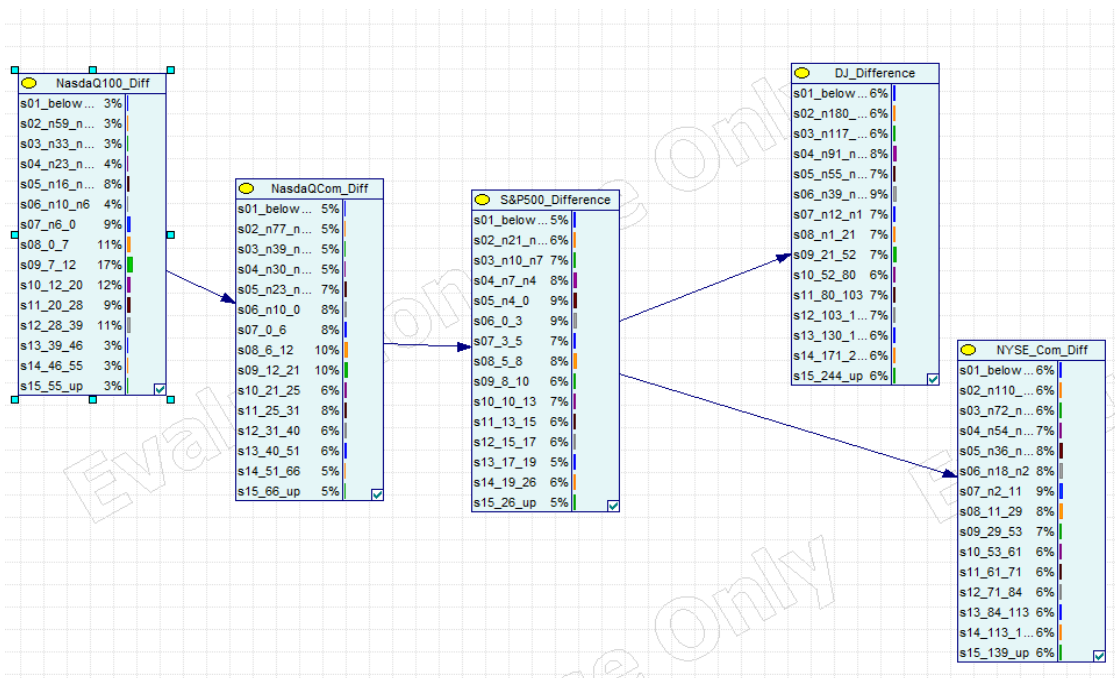 NasdaQ100_Diff
s01_below... 3%
s02_n59_n... 3%
s03_n33_n... 3%
s04_n23_n... 4%
s05_n16_n... 8%
s06_n10_n6 4%
s07_n6_0 9%
s08_0_7 11%
s09_7_12 17%
s10_12_20 12%
s11_20_28 9%
s12_28_39 11%
s13_39_46 3%
s14_46_55 3%
s15_55_up 3%
NasdaQCom_Diff
s01_below... 5%
s02_n77_n... 5%
s03_n39_n... 5%
s04_n30_n... 5%
s05_n23_n... 7%
s06_n10_0 8%
s07_0_6 8%
s08_6_12 10%
s09_12_21 10%
s10_21_25 6%
s11_25_31 8%
s12_31_40 6%
s13_40_51 6%
s14_51_66 5%
s15_66_up 5%
S&P500_Difference
s01_below... 5%
s02_n21_n... 6%
s03_n10_n7 7%
s04_n7_n4 8%
s05_n4_0 9%
s06_0_3 9%
s07_3_5 7%
s08_5_8 8%
s09_8_10 6%
s10_10_13 7%
s11_13_15 6%
s12_15_17 6%
s13_17_19 5%
s14_19_26 6%
s15_26_up 5%
DJ_Difference
s01_below... 6%
s02_n180_... 6%
s03_n117_... 6%
s04_n91_n... 8%
s05_n55_n... 7%
s06_n39_n... 9%
s07_n12_n1 7%
s08_n1_21 7%
s09_21_52 7%
s10_52_80 6%
s11_80_103 7%
s12_103_1... 7%
s13_130_1... 6%
s14_171_2... 6%
s15_244_up 6%
NYSE_Com_Diff
s01_below... 6%
s02_n110_... 6%
s03_n72_n... 6%
s04_n54_n... 7%
s05_n36_n... 8%
s06_n18_n2 8%
s07_n2_11 9%
s08_11_29 8%
s09_29_53 7%
s10_53_61 6%
s11_61_71 6%
s12_71_84 6%
s13_84_113 6%
s14_113_1... 6%
s15_139_up 6%